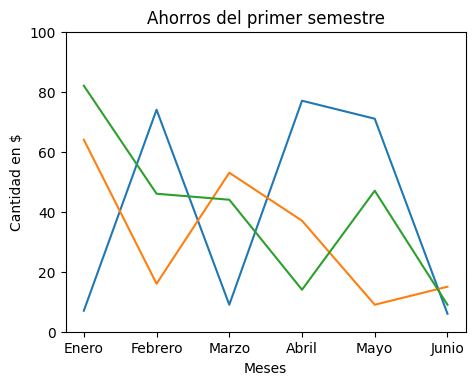 Ahorros del primer semestre
100
80
60
40
20
0
Cantidad en $
Enero Febrero Marzo Abril Mayo Junio
Meses